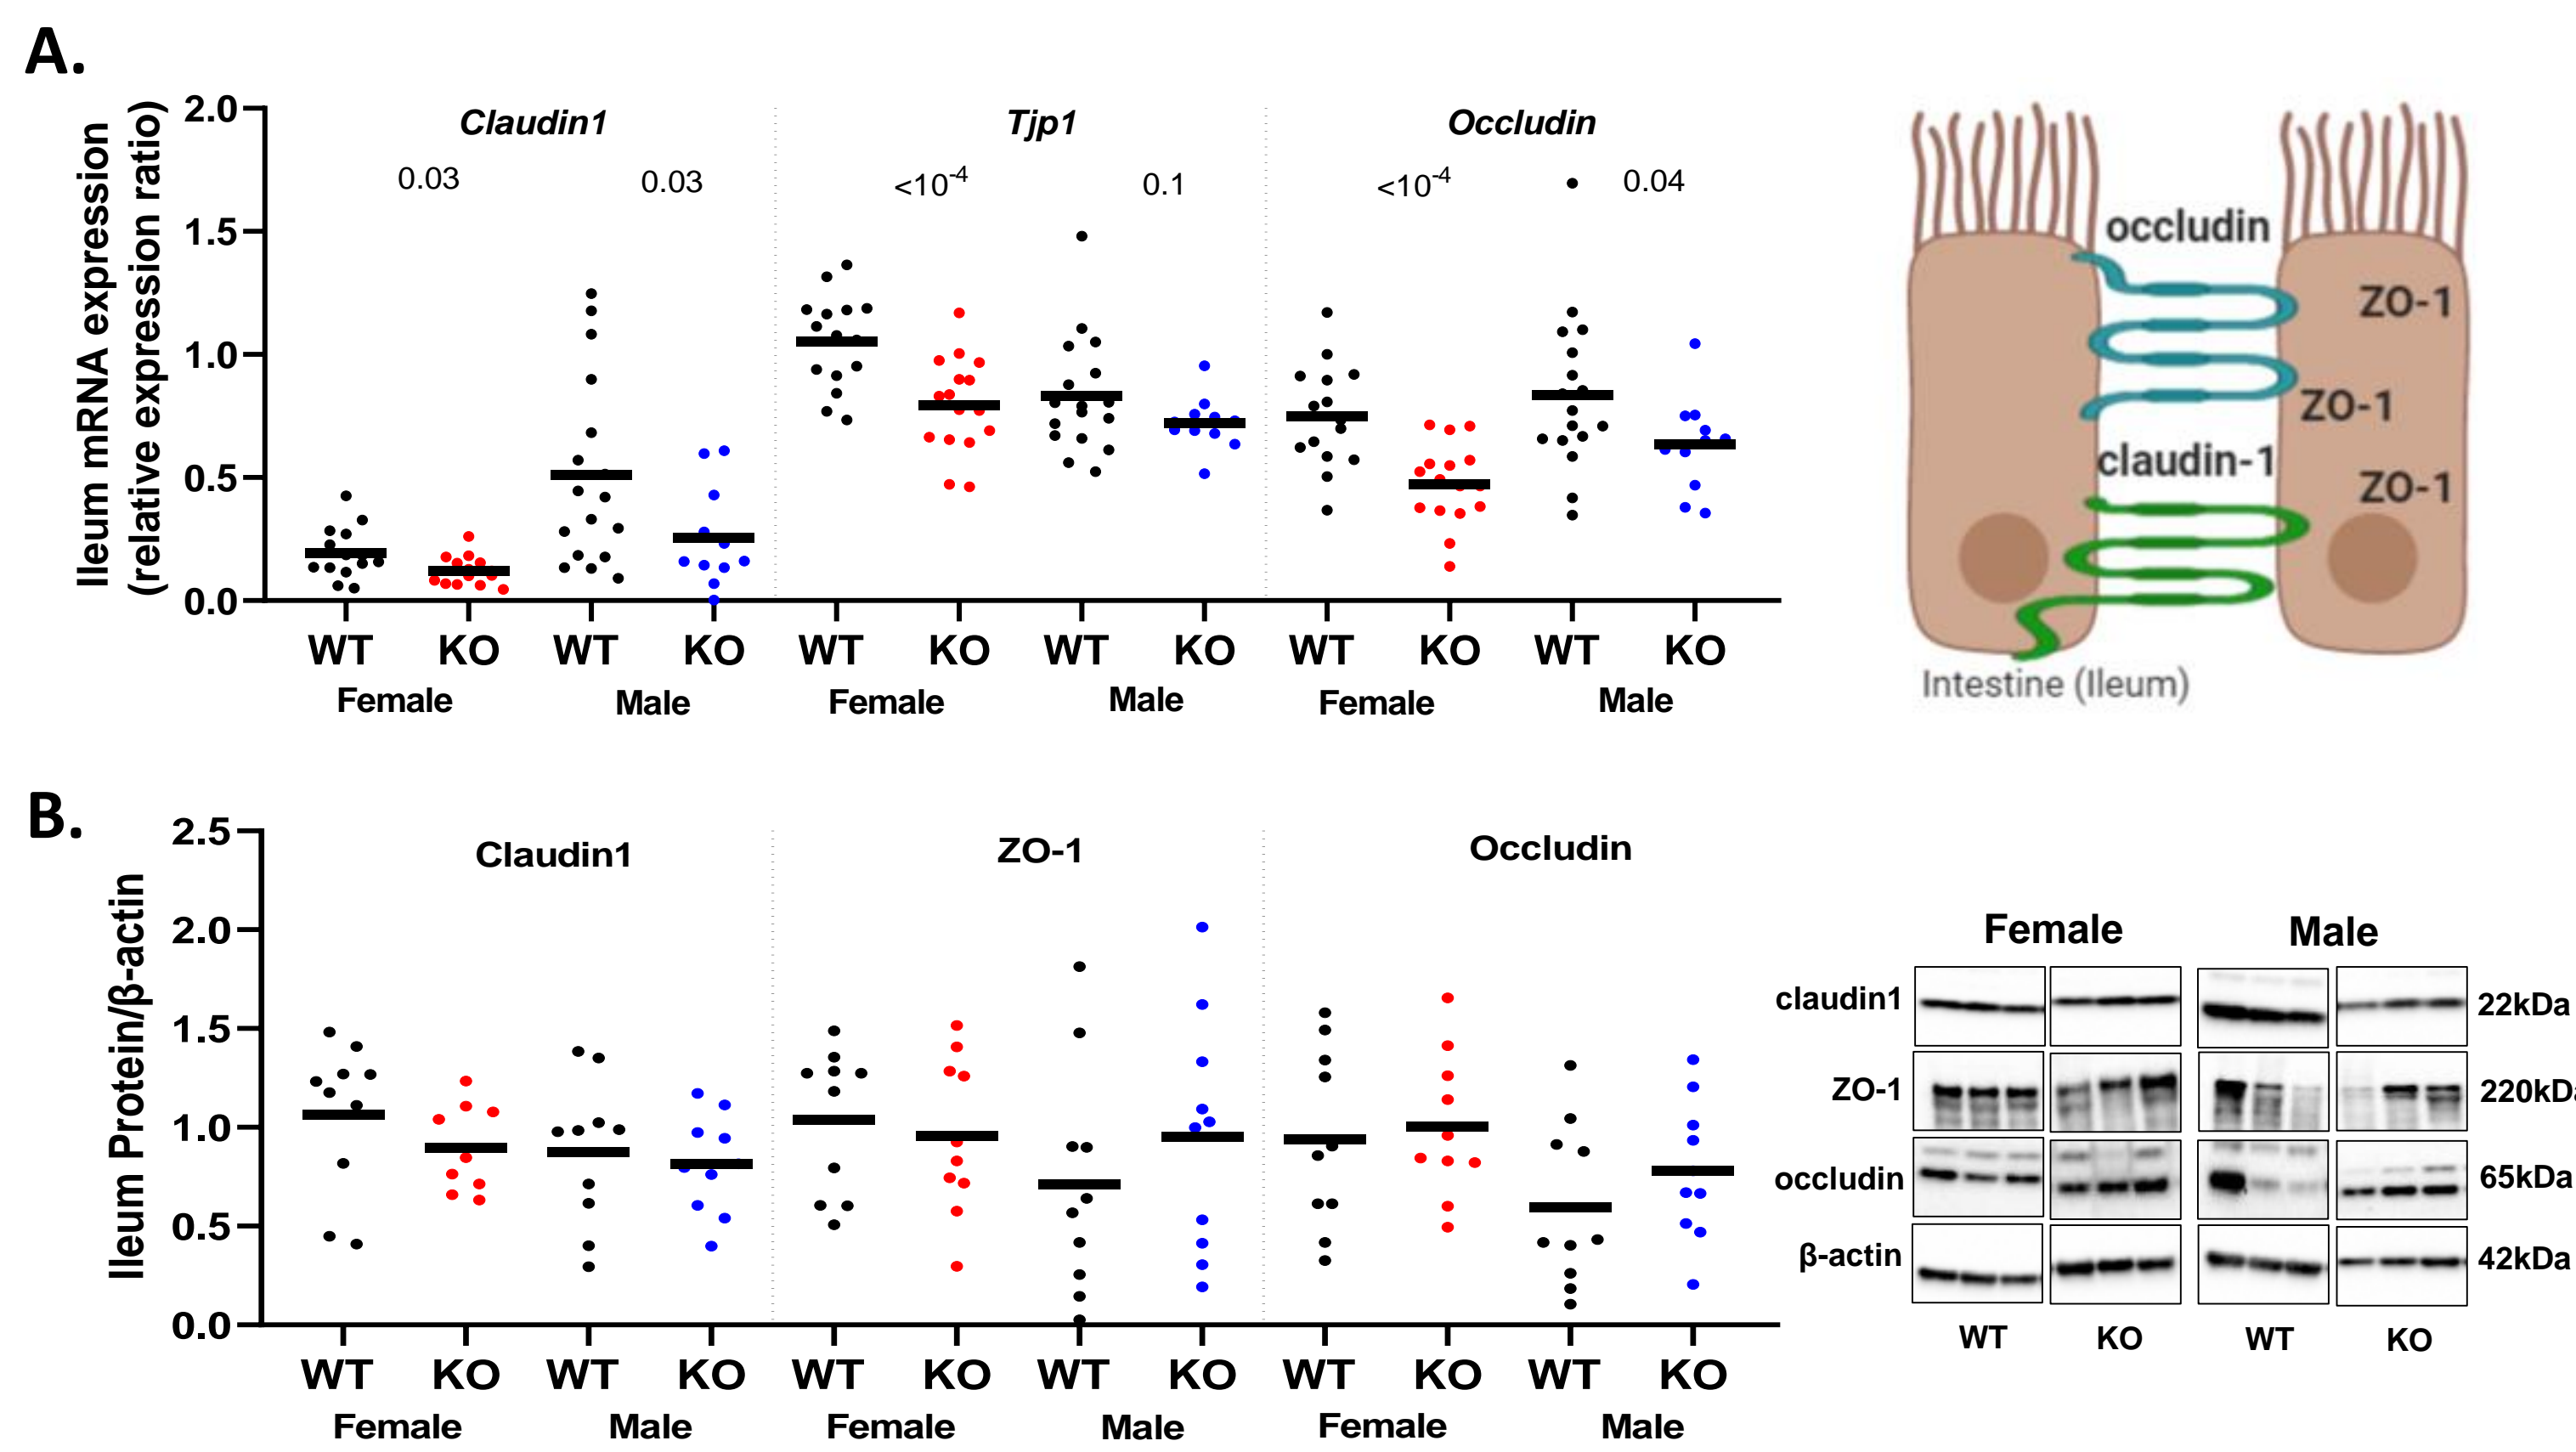 A.
Ileum mRNA expression
(relative expression ratio)
2.0
1.5
1.0
0.5
0.0
Claudin1
Tjp1
Occludin
0.03
0.03
<10-4
0.1
<10-4
0.04
WT KO WT KO WT KO WT KO WT KO WT KO
Female Male Female Male Female Male
occludin
ZO-1
ZO-1
claudin-1
ZO-1
Intestine (Ileum)
B.
Ileum Protein/β-actin
2.5
2.0
1.5
1.0
0.5
0.0
Claudin1
ZO-1
Occludin
WT KO WT KO WT KO WT KO WT KO WT KO
Female Male Female Male Female Male
Female Male
claudin1 22kDa
ZO-1 220kDa
occludin 65kDa
β-actin 42kDa
WT KO WT KO